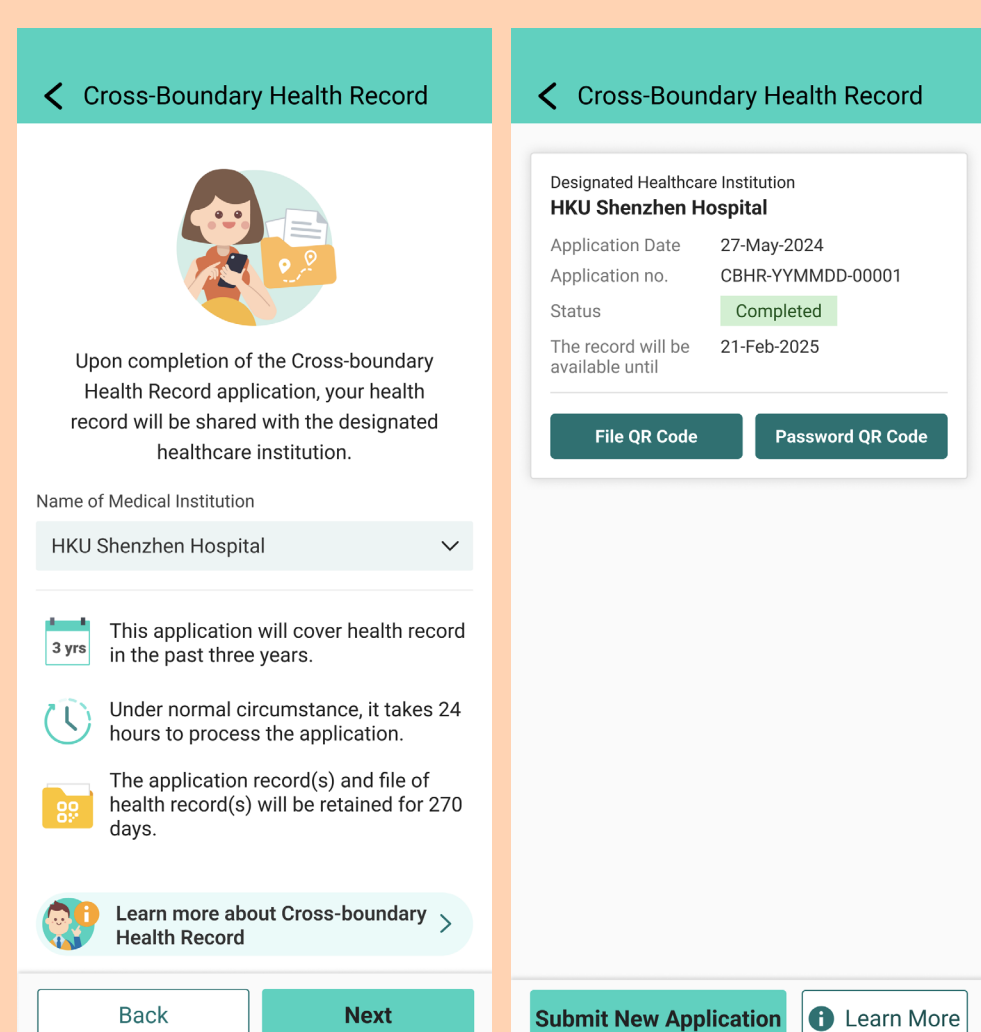 Cross-Boundary Health Record
Upon completion of the Cross-boundary
Health Record application, your health
record will be shared with the designated
healthcare institution.
Name of Medical Institution
HKU Shenzhen Hospital
3 yrs
This application will cover health record
in the past three years.
Under normal circumstance, it takes 24
hours to process the application.
The application record(s) and file of
health record(s) will be retained for 270
days.
Learn more about Cross-boundary
Health Record
Back
Next
Cross-Boundary Health Record
Designated Healthcare Institution
HKU Shenzhen Hospital
Application Date 27-May-2024
Application no. CBHR-YYMMDD-00001
Status Completed
The record will be 21-Feb-2025
available until
File QR Code
Password QR Code
Submit New Application
Learn More